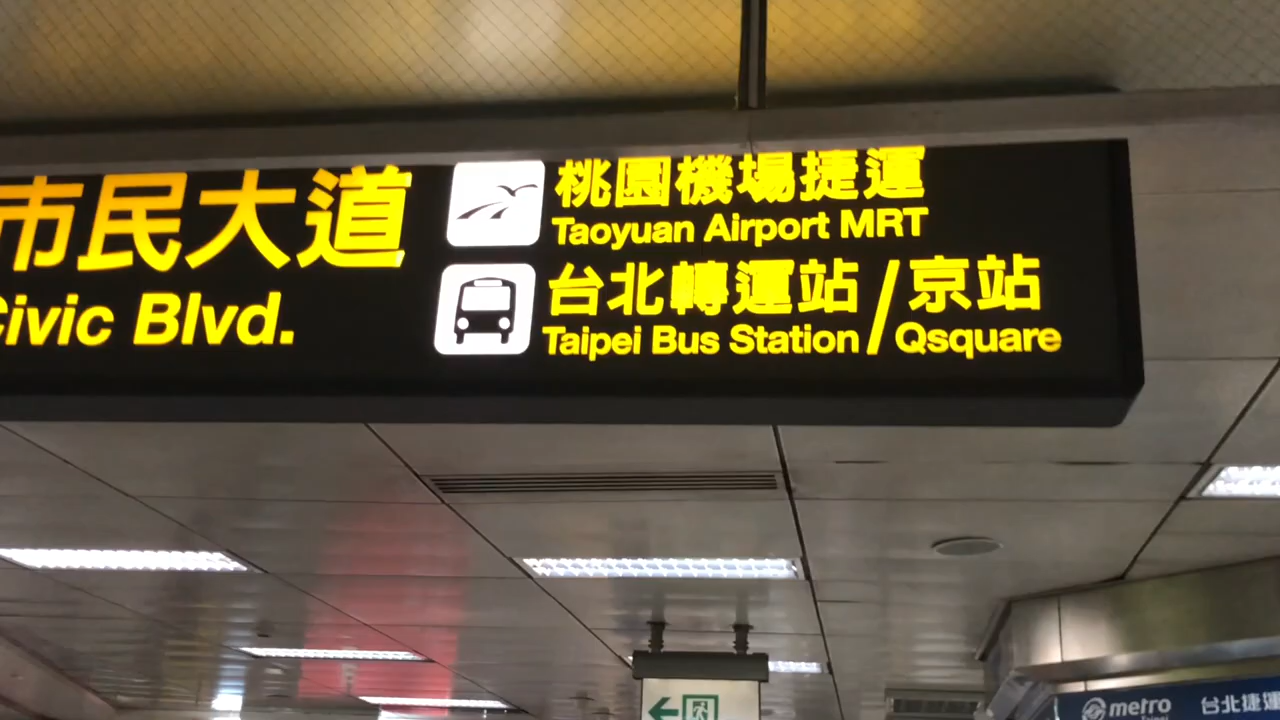 市民大道
Civic Blvd.
桃園機場捷運
Taoyuan Airport MRT
台北轉運站/京站
Taipei Bus Station/Qsquare
metro 台北捷運